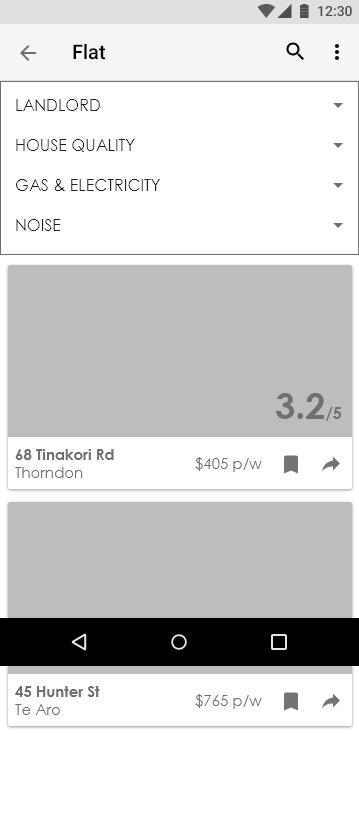 12:30
Flat
LANDLORD
HOUSE QUALITY
GAS & ELECTRICITY
NOISE
3.2/5
68 Tinakori Rd
Thorndon
$405 p/w
45 Hunter St
Te Aro
$765 p/w